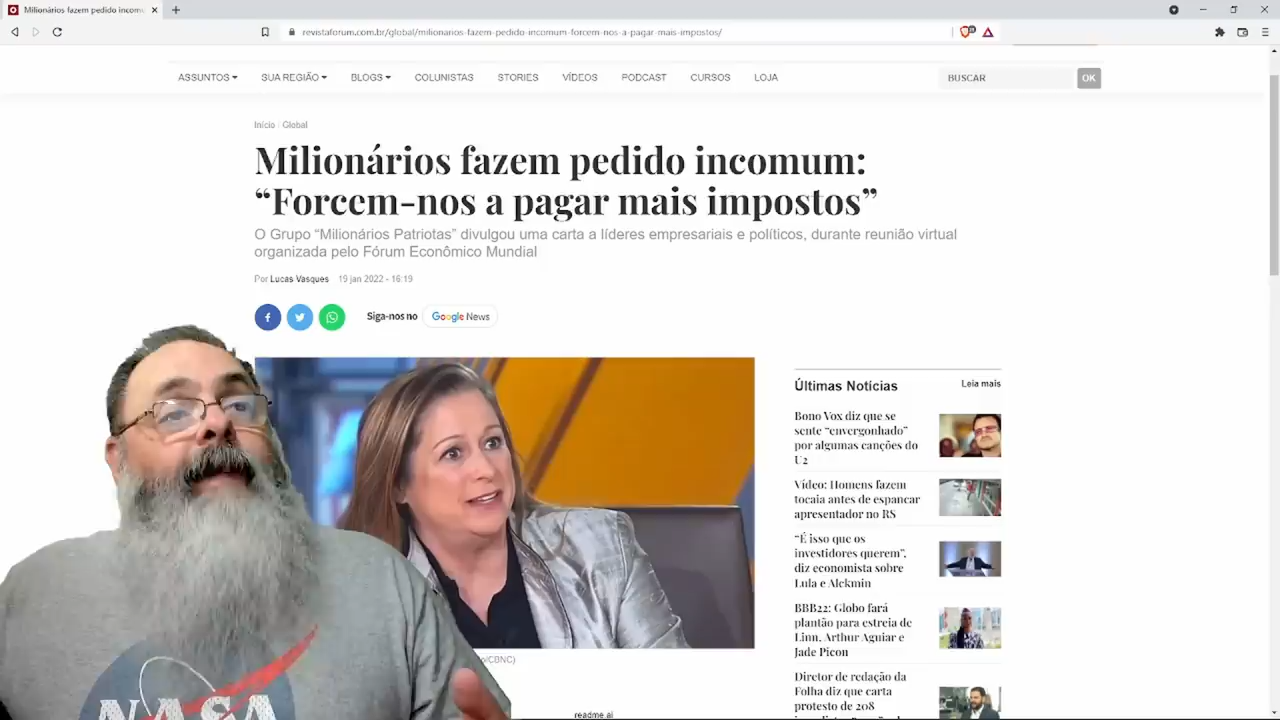 Milionários fazem pedido incomu
revistaforum.com.br/global/milionarios-fazem-pedido-incomum-forcem-nos-a-pagar-mais-impostos/
ASSUNTOS SUA REGIÃO BLOGS COLUNISTAS STORIES VÍDEOS PODCAST CURSOS LOJA BUSCAR OK
Início / Global
Milionários fazem pedido incomum:
“Forcem-nos a pagar mais impostos”
O Grupo “Milionários Patriotas” divulgou uma carta a líderes empresariais e políticos, durante reunião virtual
organizada pelo Fórum Econômico Mundial
Por Lucas Vasques 19 jan 2022 - 16:19
Siga-nos no Google News
Últimas Notícias Leia mais
Bono Vox diz que se
sente “envergonhado”
por algumas canções do
U2
Vídeo: Homens fazem
tocaia antes de espancar
apresentador no RS
“É isso que os
investidores querem”,
diz economista sobre
Lula e Alckmin
BBB22: Globo fará
plantão para estreia de
Linn, Arthur Aguiar e
Jade Picon
Diretor de redação da
Folha diz que carta
protesto de 208
o/CBNC)
NASA
readme.ai